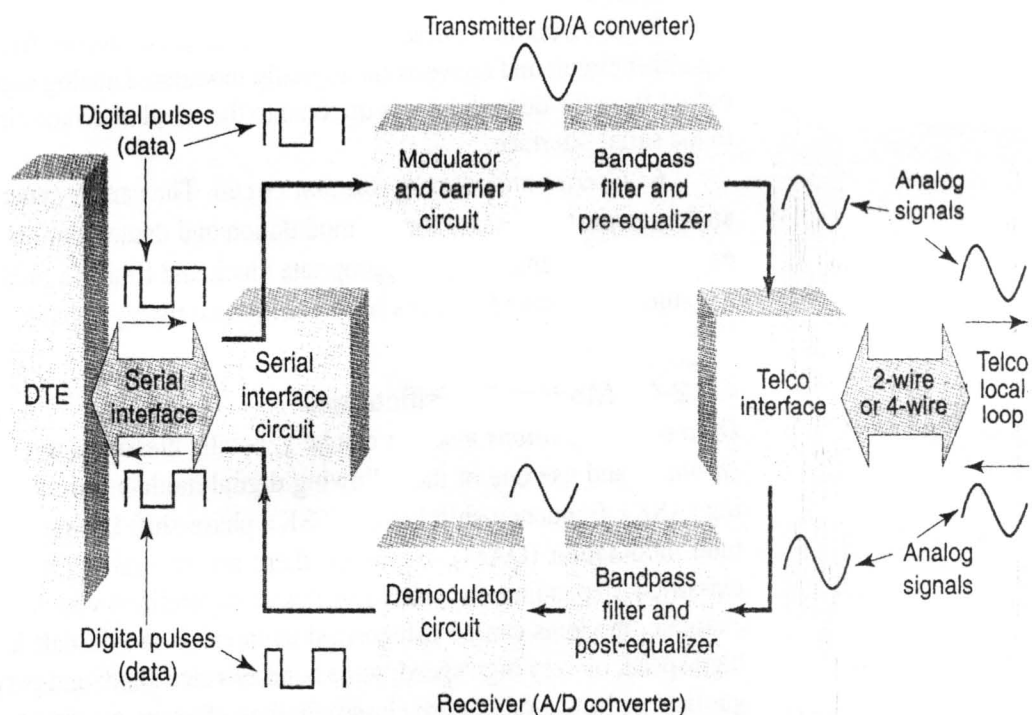 Transmitter (D/A converter)
Digital pulses
(data)
Modulator
and carrier
circuit
Bandpass
filter and
pre-equalizer
Analog
signals
DTE
Serial
interface
Serial
interface
circuit
Telco
interface
2-wire
or 4-wire
Telco
local
loop
Demodulator
circuit
Bandpass
filter and
post-equalizer
Analog
signals
Digital pulses
(data)
Receiver (A/D converter)